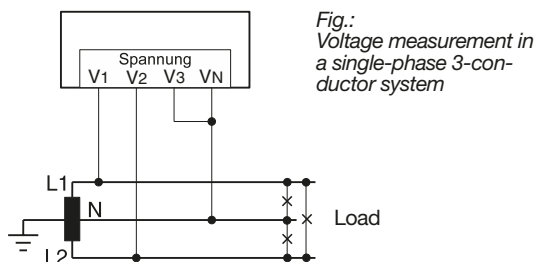 Fig.:
Voltage measurement in
a single-phase 3-con-
ductor system
Spannung
V1 V2 V3 VN
L1
N
Load
L2